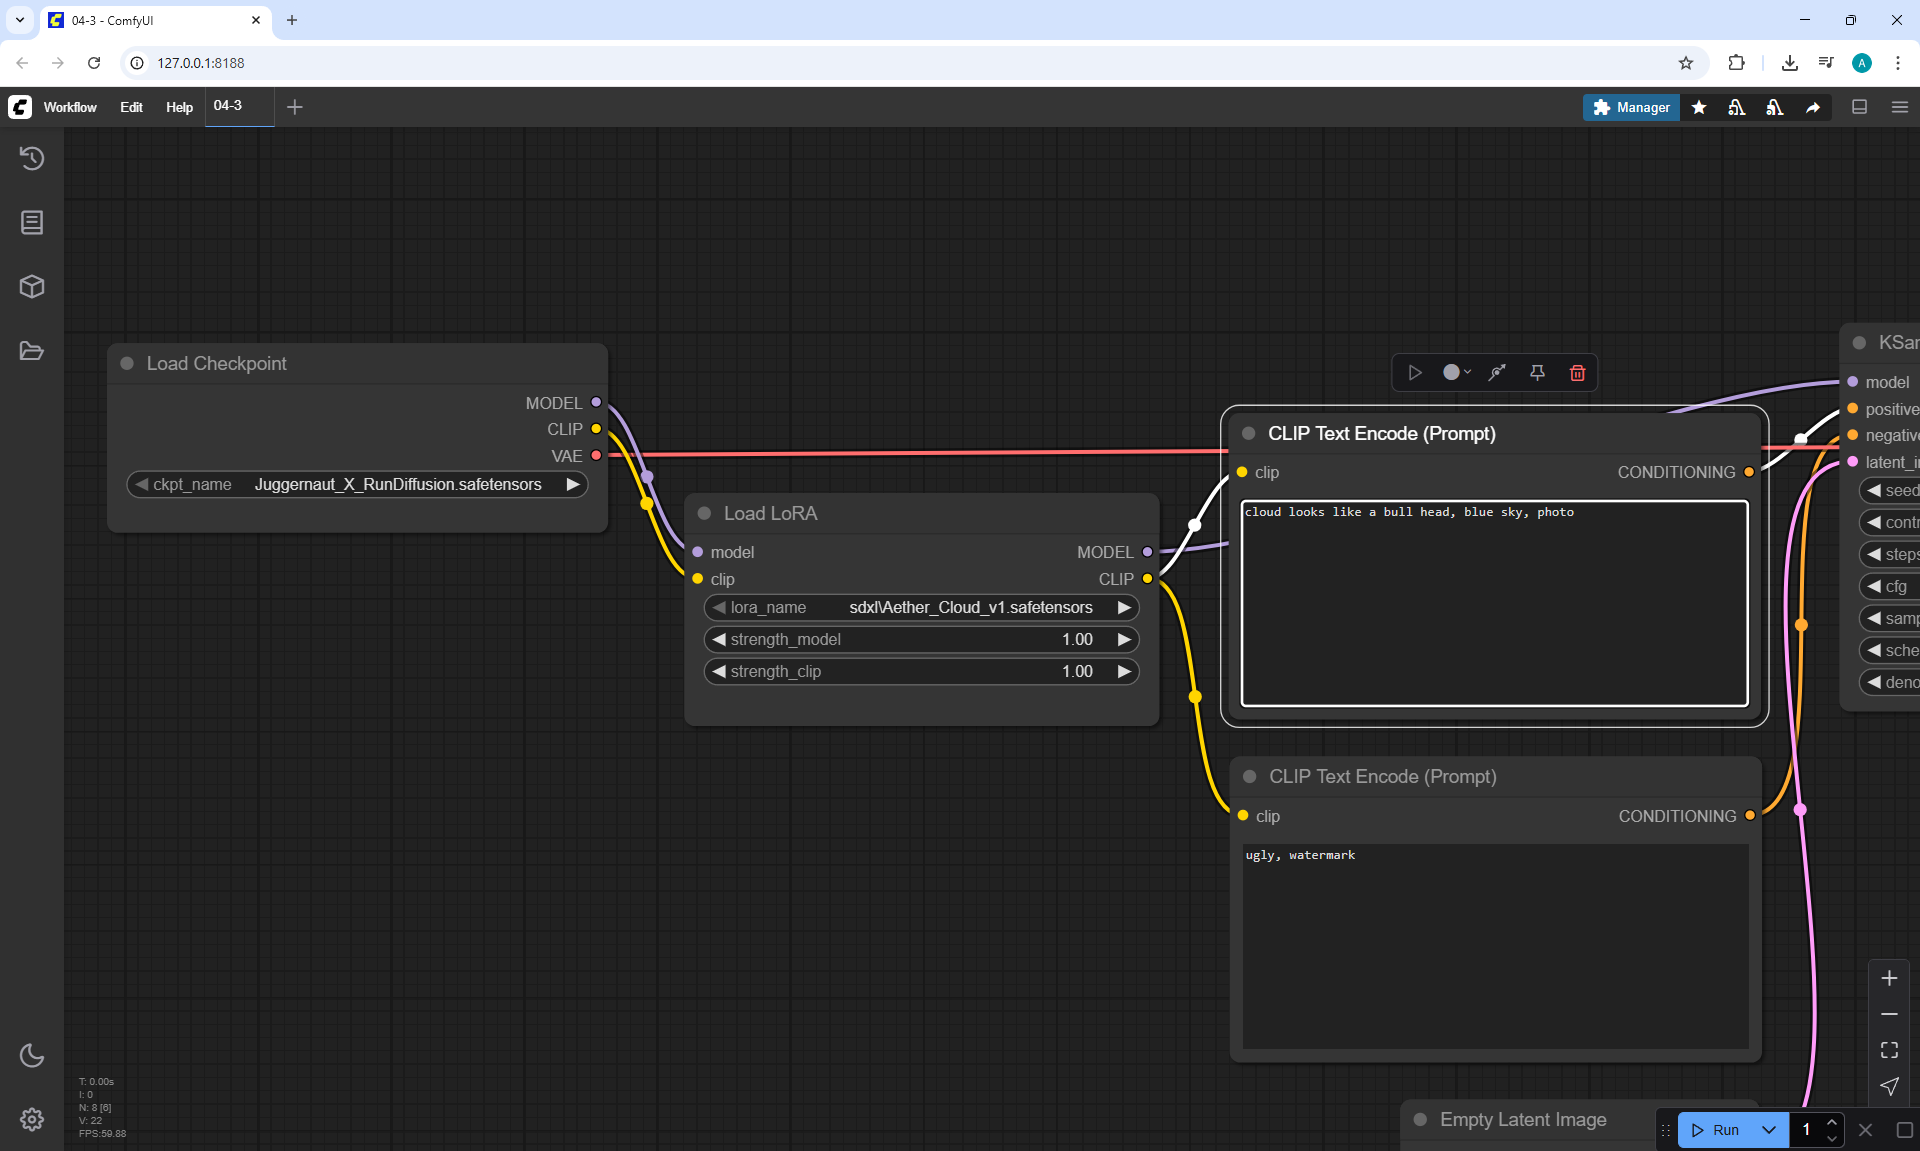 04-3 - ComfyUI
127.0.0.1:8188
Workflow Edit Help 04-3
Manager
A
Load Checkpoint
MODEL
CLIP
VAE
ckpt_name Juggernaut_X_RunDiffusion.safetensors
Load LoRA
model MODEL
clip CLIP
lora_name sdxl\Aether_Cloud_v1.safetensors
strength_model 1.00
strength_clip 1.00
CLIP Text Encode (Prompt)
clip CONDITIONING
cloud looks like a bull head, blue sky, photo
CLIP Text Encode (Prompt)
clip CONDITIONING
ugly, watermark
KSar
model
positive
negative
latent_i
seed
contr
steps
cfg
samp
sche
deno
Empty Latent Image
Run 1
T: 0.00s
I: 0
N: 8 [6]
V: 22
FPS:59.88